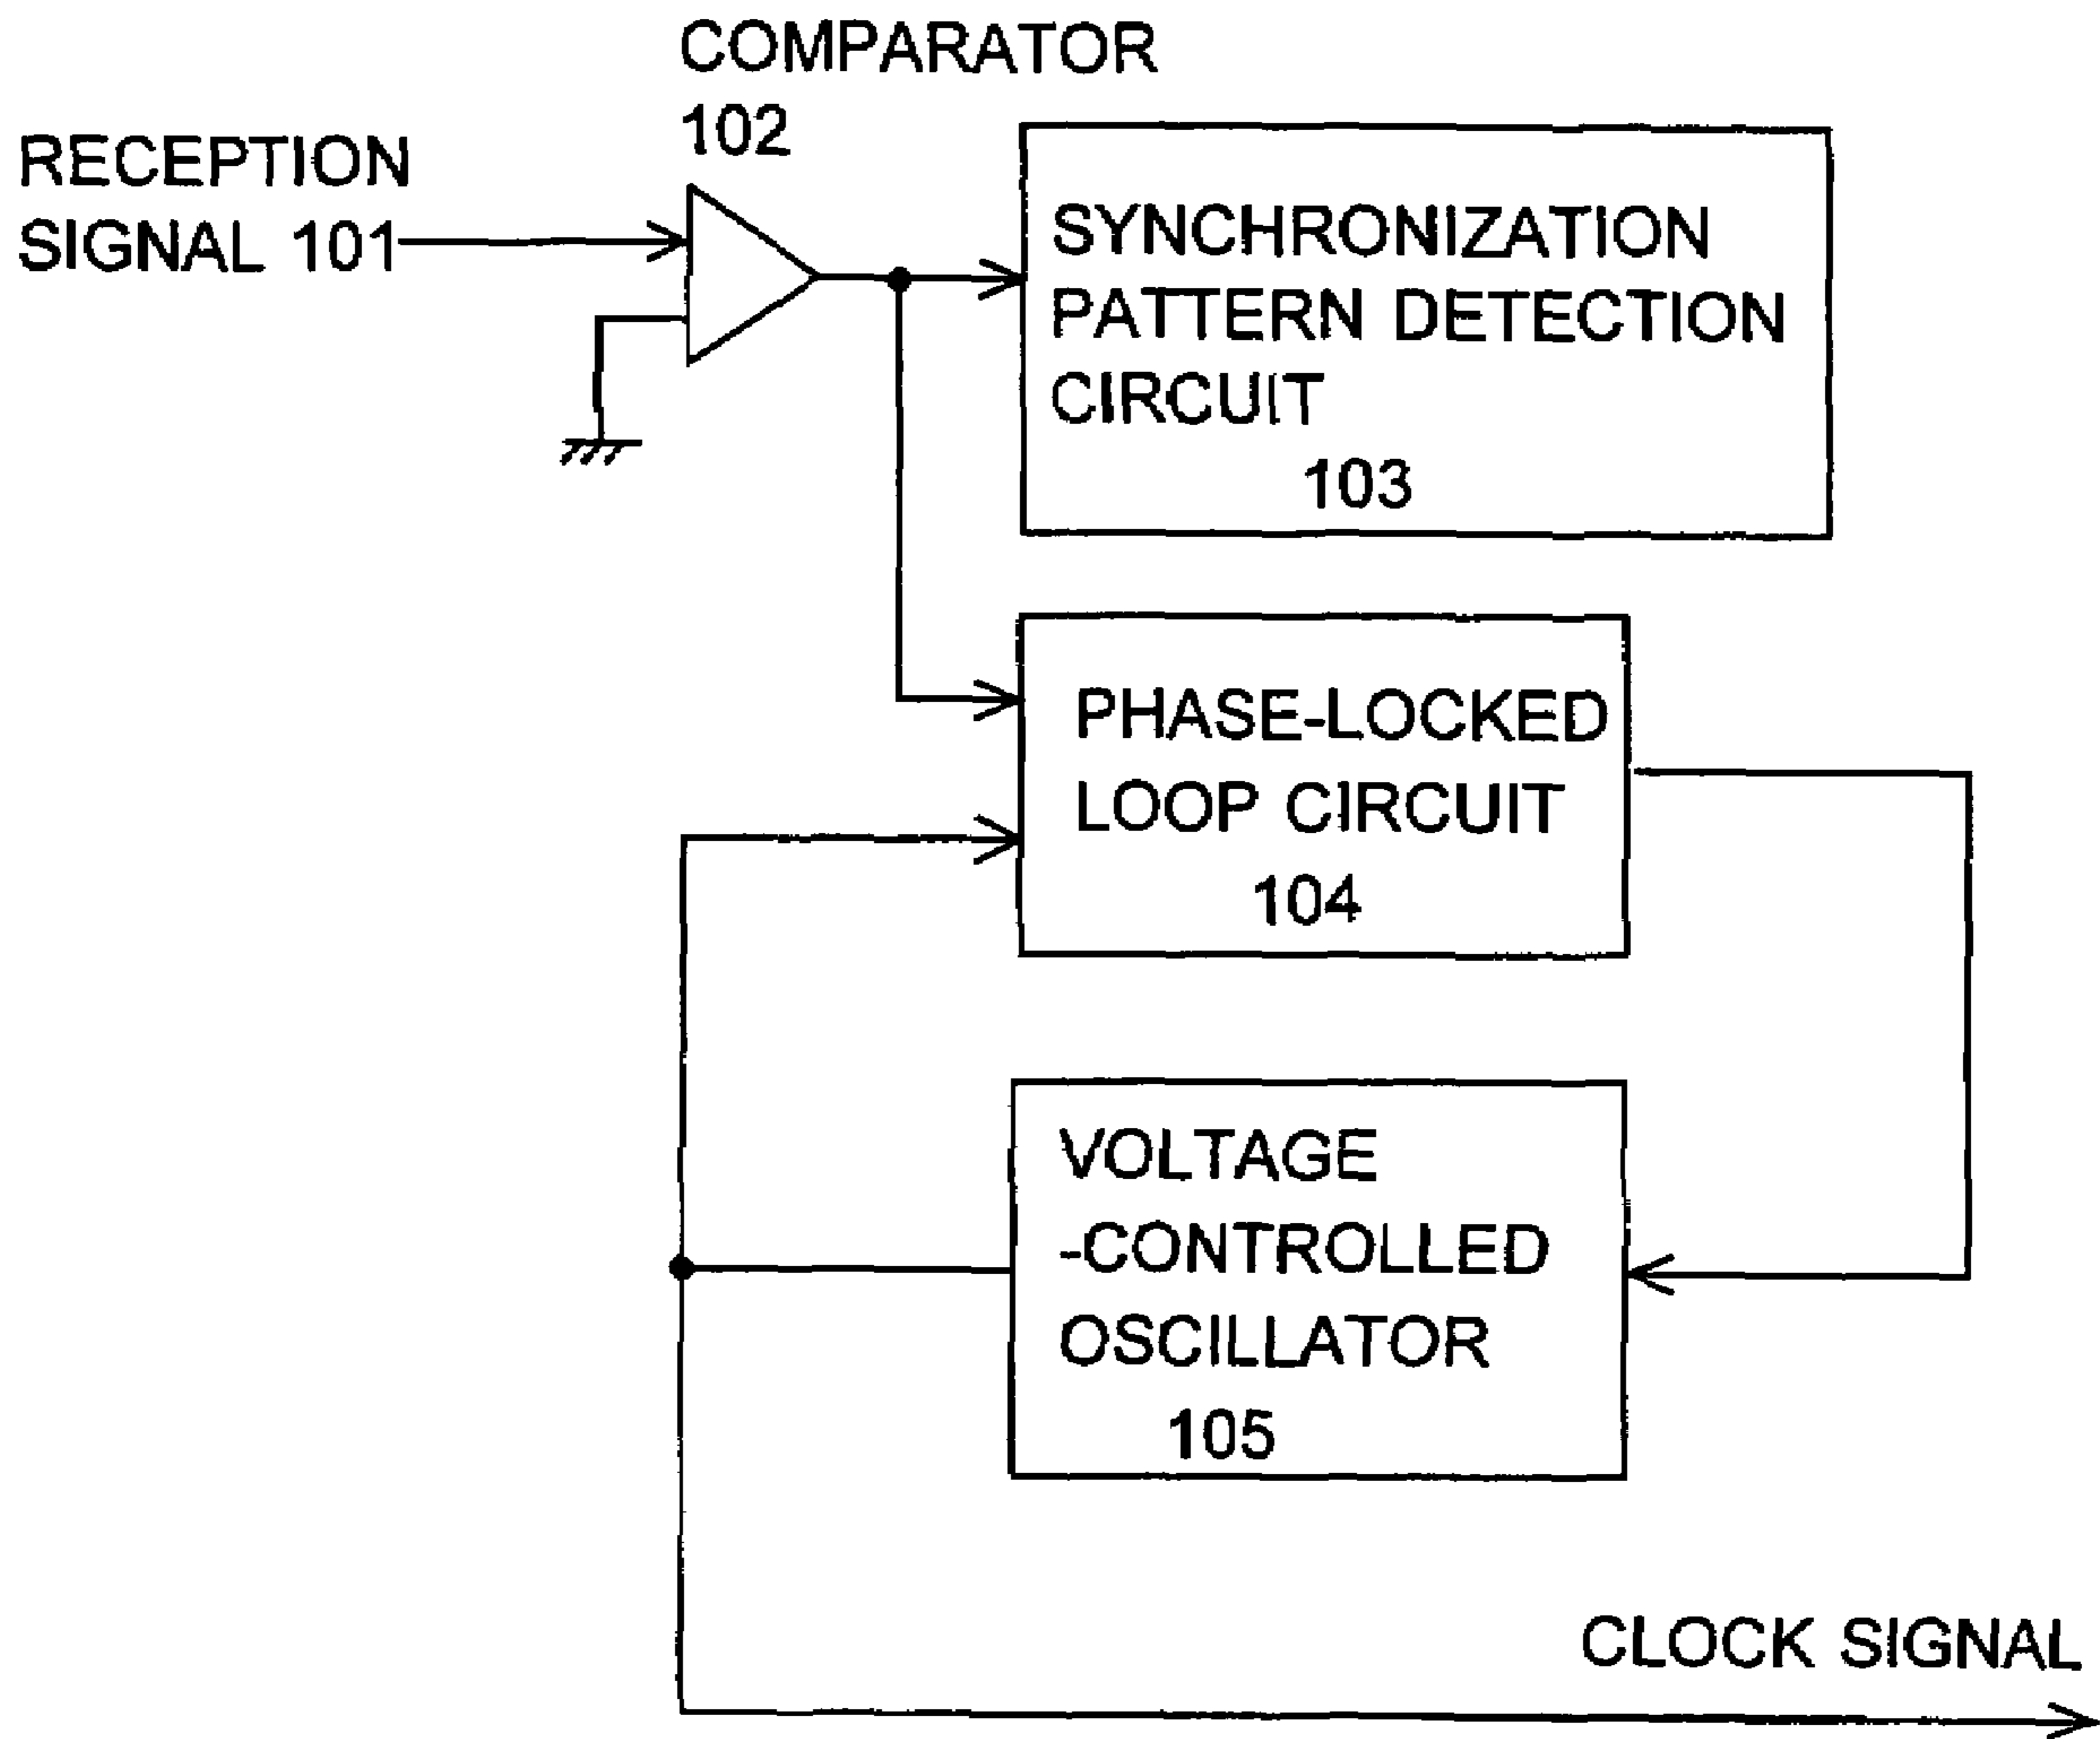 COMPARATOR
102
RECEPTION
SIGNAL 101
SYNCHRONIZATION
PATTERN DETECTION
CIRCUIT
103
PHASE-LOCKED
LOOP CIRCUIT
104
VOLTAGE
-CONTROLLED
OSCILLATOR
105
CLOCK SIGNAL